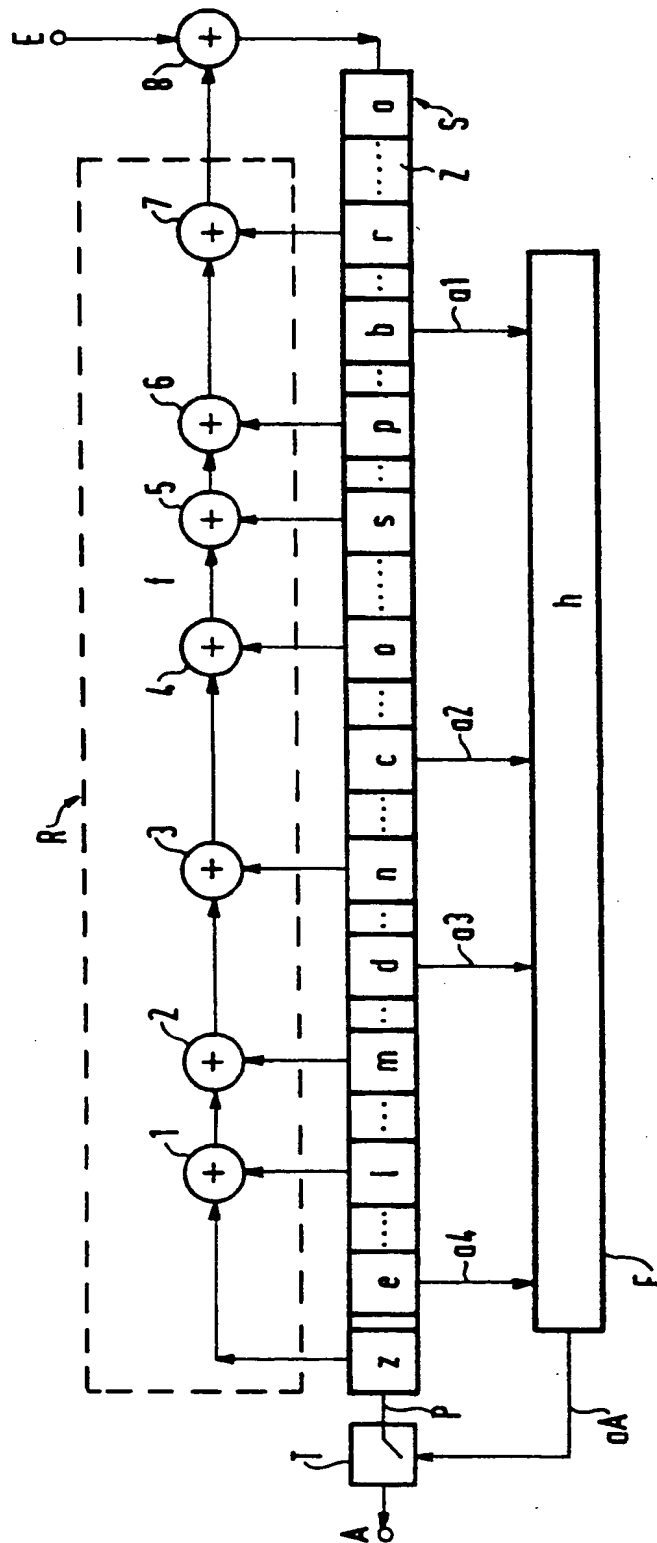 R
E
1 2 3 4 f 5 6 7 8
z e ..... l .... m ... d ... n .... c ... o ...... s ... p ... b ... r ...... a
T p Z S
A
a4 a3 a2 a1
h
aA F